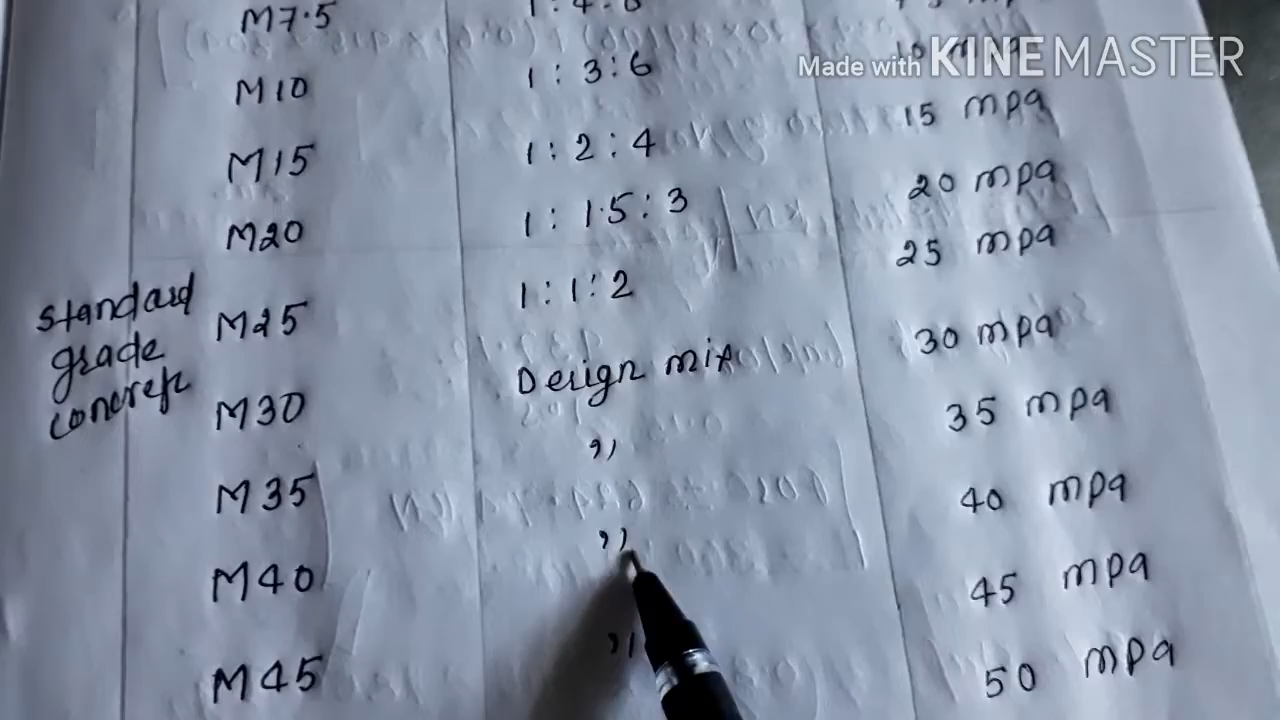 M7.5
M10 1 : 3 : 6
Made with KINEMASTER
M15 1 : 2 : 4 15 mpa
M20 1 : 1.5 : 3 20 mpa
standard grade concrete
M25 1 : 1 : 2 25 mpa
M30 Design mix 30 mpa
M35 ,, 35 mpa
M40 ,, 40 mpa
M45 ,, 45 mpa
50 mpa